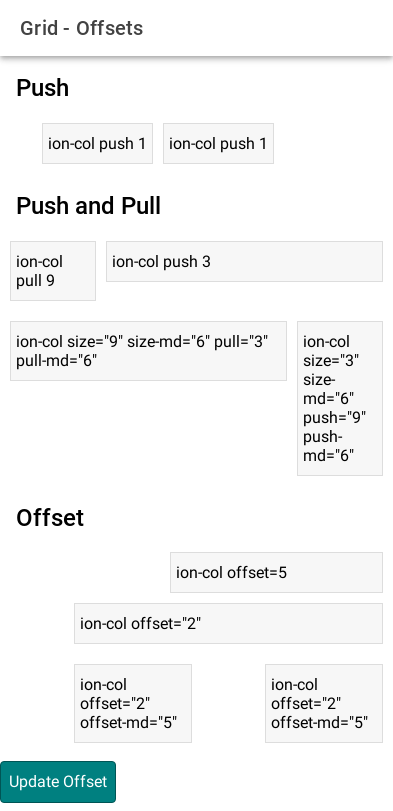 Grid - Offsets
Push
ion-col push 1
ion-col push 1
Push and Pull
ion-col
pull 9
ion-col push 3
ion-col size="9" size-md="6" pull="3"
pull-md="6"
ion-col
size="3"
size-
md="6"
push="9"
push-
md="6"
Offset
ion-col offset=5
ion-col offset="2"
ion-col
offset="2"
offset-md="5"
ion-col
offset="2"
offset-md="5"
Update Offset